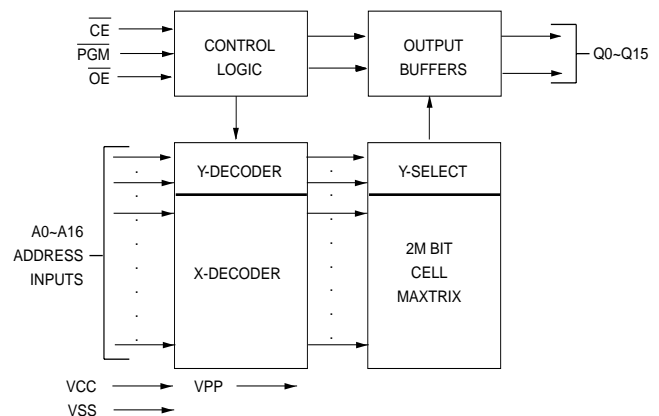 CE
PGM
OE
CONTROL
LOGIC
OUTPUT
BUFFERS
Q0~Q15
A0~A16
ADDRESS
INPUTS
Y-DECODER
X-DECODER
Y-SELECT
2M BIT
CELL
MAXTRIX
VCC
VPP
VSS